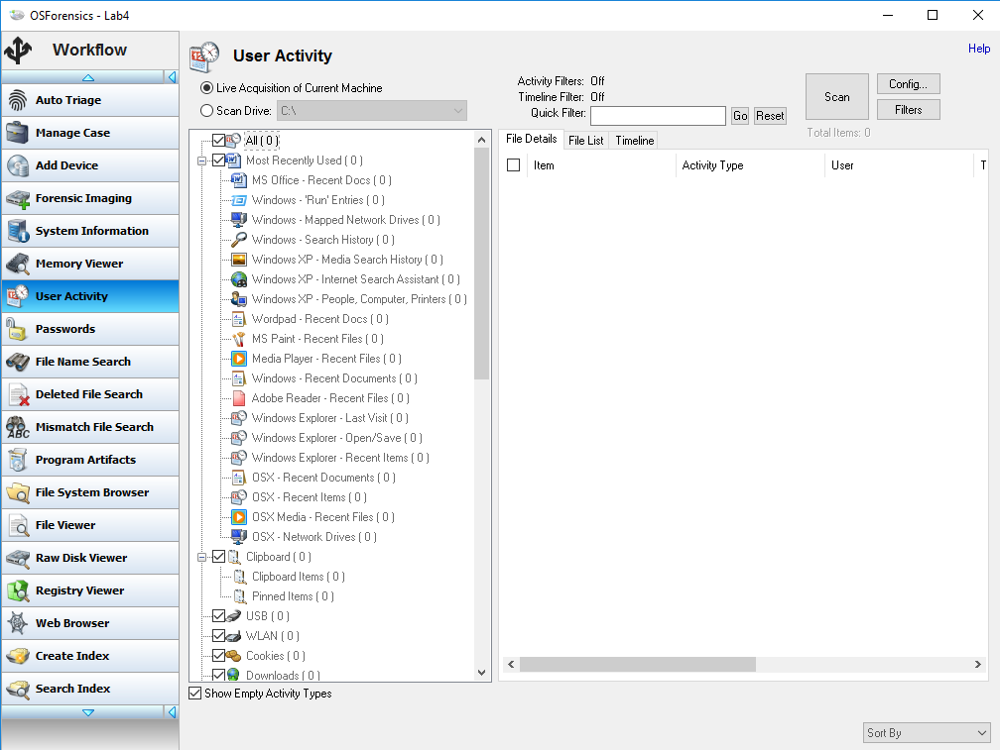 OSForensics - Lab4
Workflow
Auto Triage
Manage Case
Add Device
Forensic Imaging
System Information
Memory Viewer
User Activity
Passwords
File Name Search
Deleted File Search
ABC
Mismatch File Search
Program Artifacts
File System Browser
File Viewer
Raw Disk Viewer
Registry Viewer
Web Browser
Create Index
Search Index
User Activity
Help
Live Acquisition of Current Machine
Scan Drive: C:\
Activity Filters: Off
Timeline Filter: Off
Quick Filter:
Go
Reset
Scan
Config...
Filters
Total Items: 0
All ( 0 )
Most Recently Used ( 0 )
MS Office - Recent Docs ( 0 )
Windows - 'Run' Entries ( 0 )
Windows - Mapped Network Drives ( 0 )
Windows - Search History ( 0 )
Windows XP - Media Search History ( 0 )
Windows XP - Internet Search Assistant ( 0 )
Windows XP - People, Computer, Printers ( 0 )
Wordpad - Recent Docs ( 0 )
MS Paint - Recent Files ( 0 )
Media Player - Recent Files ( 0 )
Windows - Recent Documents ( 0 )
Adobe Reader - Recent Files ( 0 )
Windows Explorer - Last Visit ( 0 )
Windows Explorer - Open/Save ( 0 )
Windows Explorer - Recent Items ( 0 )
OSX - Recent Documents ( 0 )
OSX - Recent Items ( 0 )
OSX Media - Recent Files ( 0 )
OSX - Network Drives ( 0 )
Clipboard ( 0 )
Clipboard Items ( 0 )
Pinned Items ( 0 )
USB ( 0 )
WLAN ( 0 )
Cookies ( 0 )
Downloads ( 0 )
Show Empty Activity Types
File Details
File List
Timeline
Item
Activity Type
User
T
Sort By